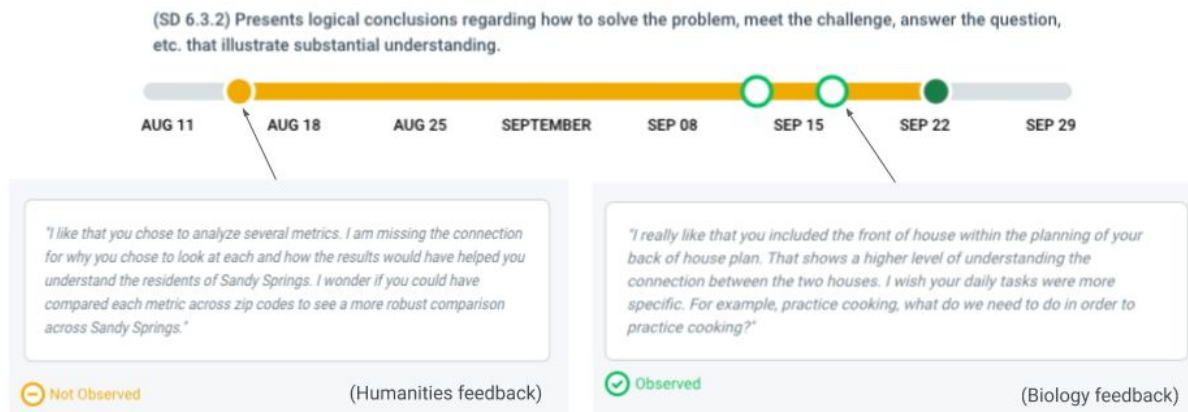 (SD 6.3.2) Presents logical conclusions regarding how to solve the problem, meet the challenge, answer the question,
etc. that illustrate substantial understanding.
AUG 11 AUG 18 AUG 25 SEPTEMBER SEP 08 SEP 15 SEP 22 SEP 29
"I like that you chose to analyze several metrics. I am missing the connection
for why you chose to look at each and how the results would have helped you
understand the residents of Sandy Springs. I wonder if you could have
compared each metric across zip codes to see a more robust comparison
across Sandy Springs."
Not Observed
(Humanities feedback)
"I really like that you included the front of house within the planning of your
back of house plan. That shows a higher level of understanding the
connection between the two houses. I wish your daily tasks were more
specific. For example, practice cooking, what do we need to do in order to
practice cooking?"
Observed
(Biology feedback)